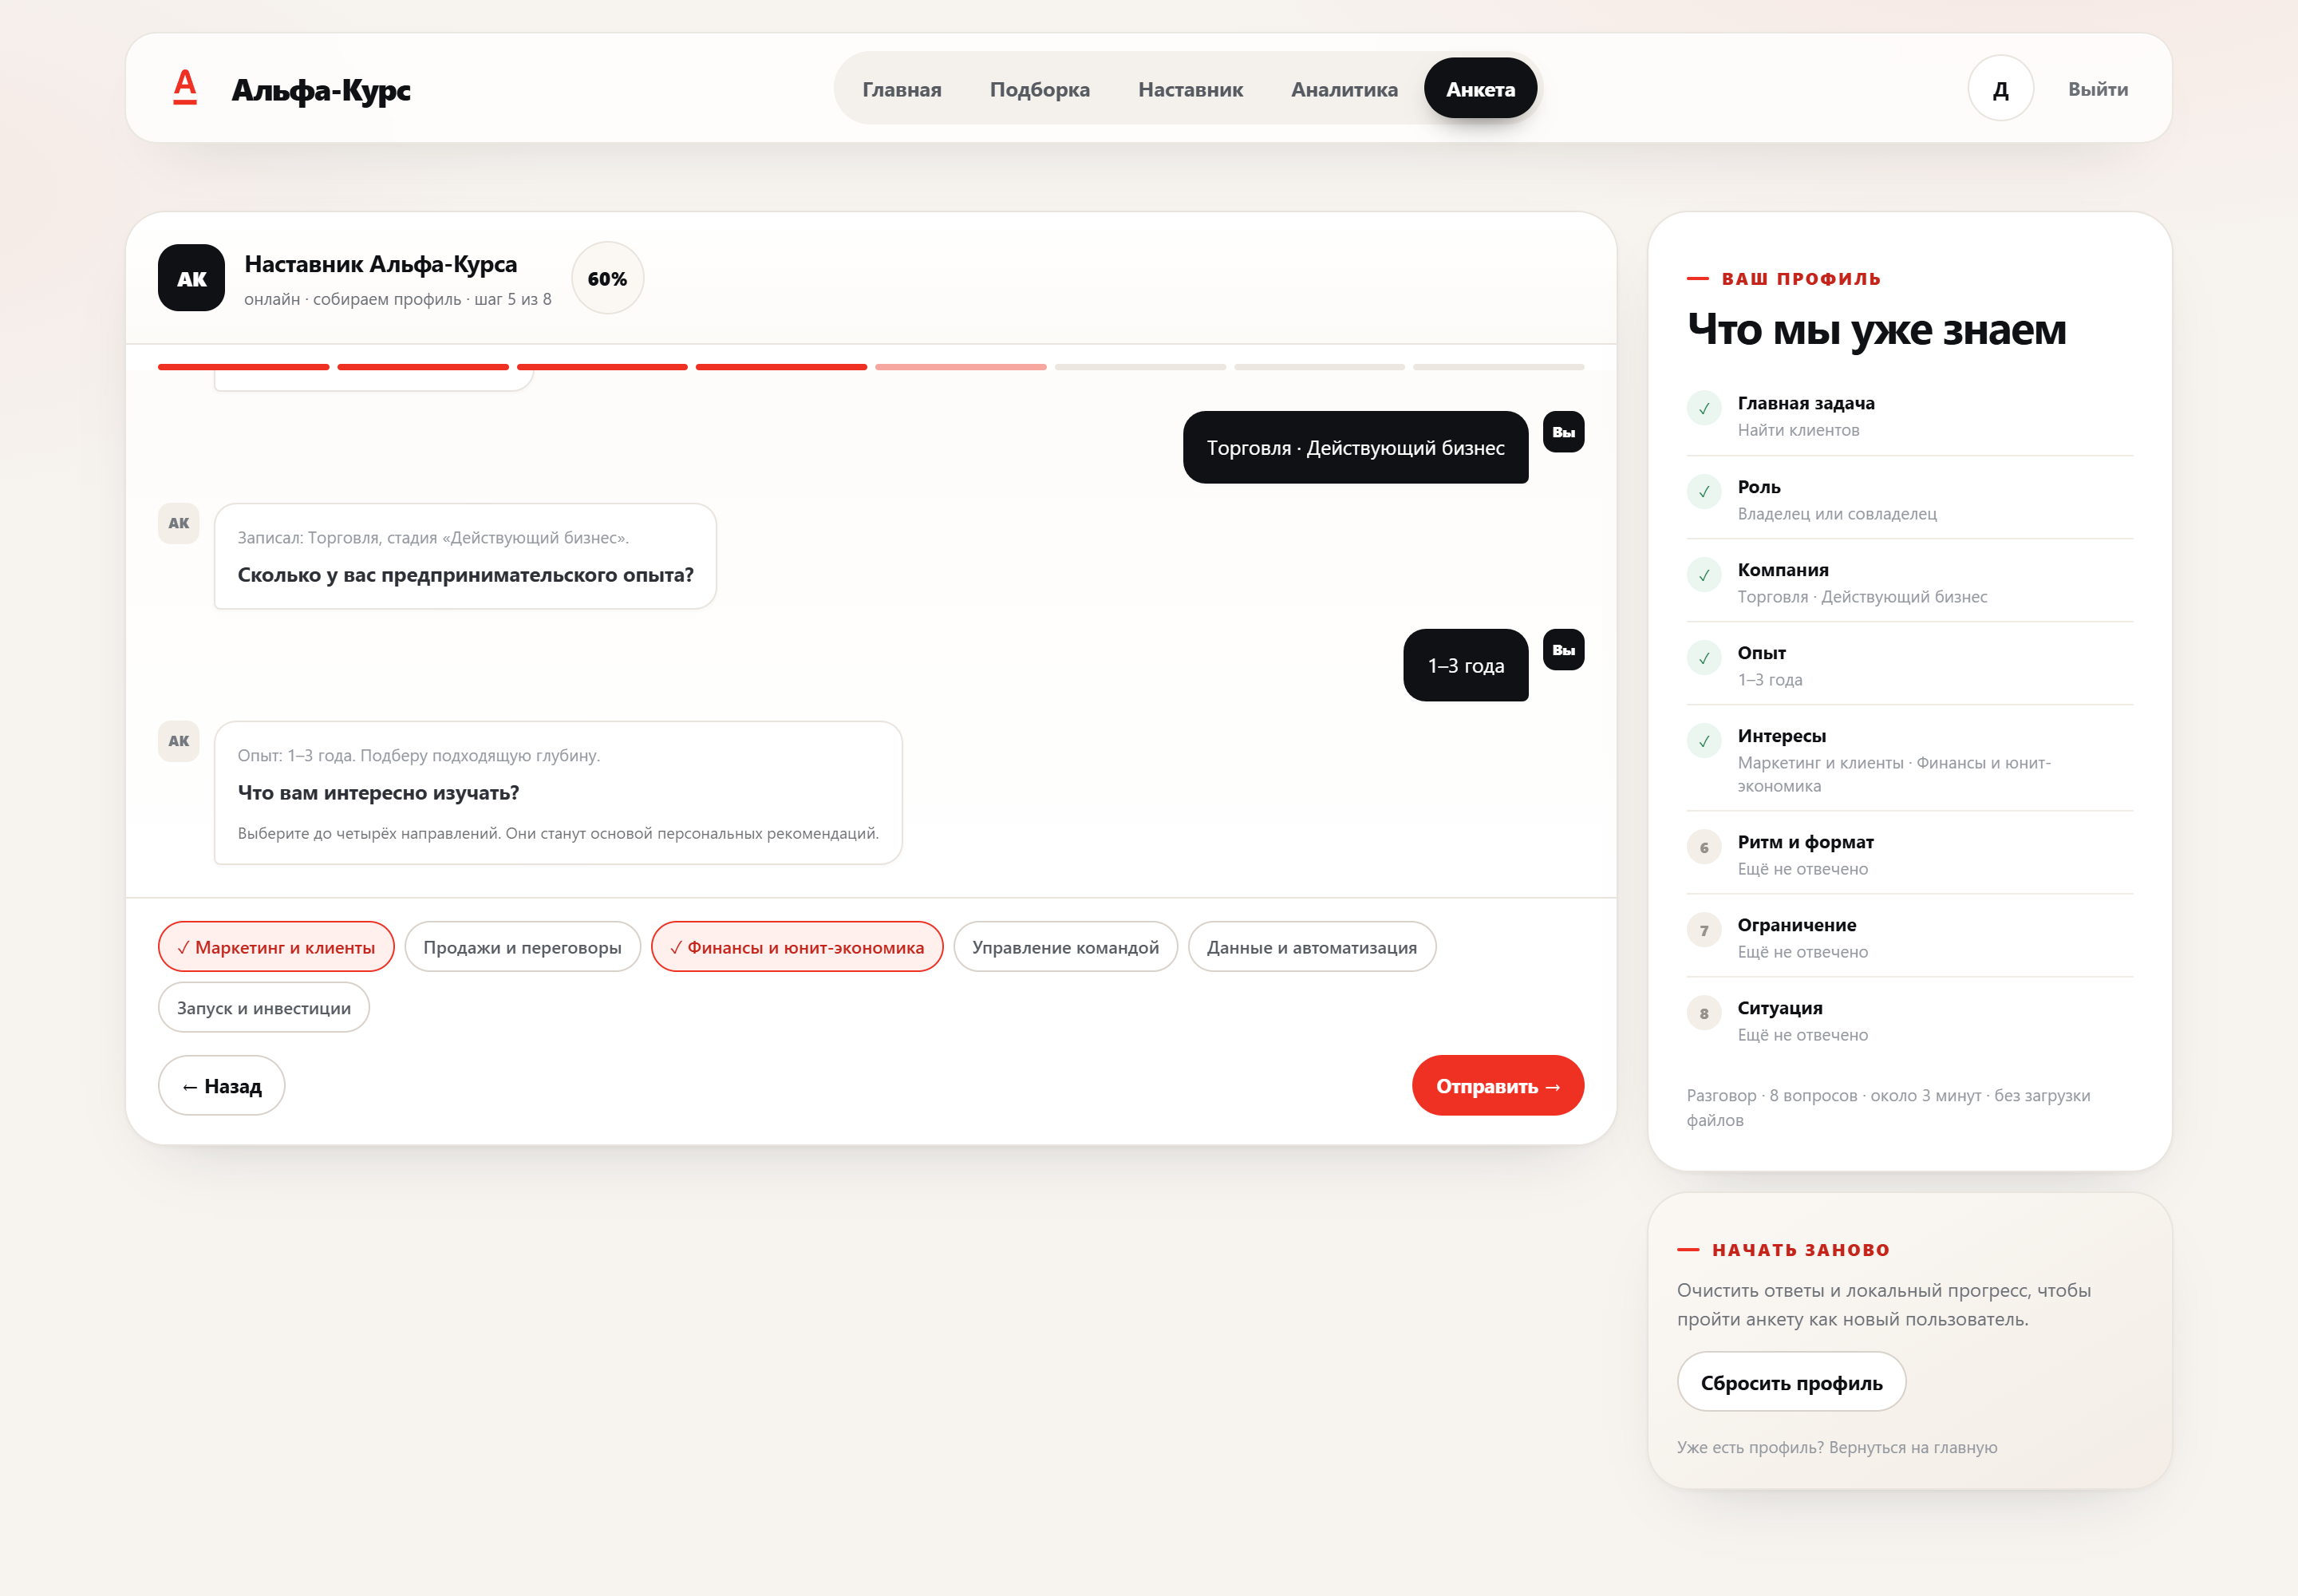 А
Альфа-Курс
Главная
Подборка
Наставник
Аналитика
Анкета
Д
Выйти
АК
Наставник Альфа-Курса
онлайн · собираем профиль · шаг 5 из 8
60%
Торговля · Действующий бизнес
Вы
АК
Записал: Торговля, стадия «Действующий бизнес».
Сколько у вас предпринимательского опыта?
1–3 года
Вы
АК
Опыт: 1–3 года. Подберу подходящую глубину.
Что вам интересно изучать?
Выберите до четырёх направлений. Они станут основой персональных рекомендаций.
✓ Маркетинг и клиенты
Продажи и переговоры
✓ Финансы и юнит-экономика
Управление командой
Данные и автоматизация
Запуск и инвестиции
← Назад
Отправить →
ВАШ ПРОФИЛЬ
Что мы уже знаем
✓ Главная задача
Найти клиентов
✓ Роль
Владелец или совладелец
✓ Компания
Торговля · Действующий бизнес
✓ Опыт
1–3 года
✓ Интересы
Маркетинг и клиенты · Финансы и юнит-
экономика
6 Ритм и формат
Ещё не отвечено
7 Ограничение
Ещё не отвечено
8 Ситуация
Ещё не отвечено
Разговор · 8 вопросов · около 3 минут · без загрузки
файлов
НАЧАТЬ ЗАНОВО
Очистить ответы и локальный прогресс, чтобы
пройти анкету как новый пользователь.
Сбросить профиль
Уже есть профиль? Вернуться на главную